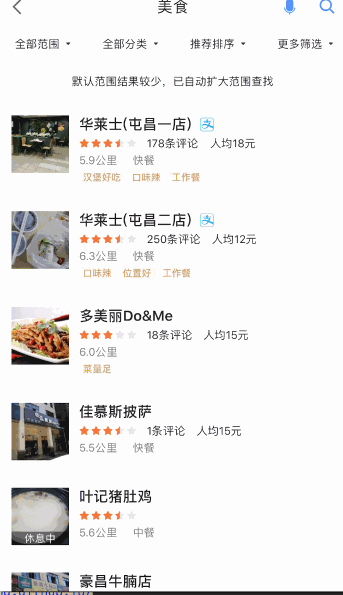 美食
全部范围 全部分类 推荐排序 更多筛选
默认范围结果较少，已自动扩大范围查找
华莱士(屯昌一店) 支
178条评论 人均18元
5.9公里 快餐
汉堡好吃 口味辣 工作餐
华莱士(屯昌二店) 支
250条评论 人均12元
6.3公里 快餐
口味辣 位置好 工作餐
多美丽Do&Me
18条评论 人均15元
6.0公里
菜量足
佳慕斯披萨
1条评论 人均15元
5.5公里 快餐
叶记猪肚鸡
5.6公里 中餐
休息中
豪昌牛腩店